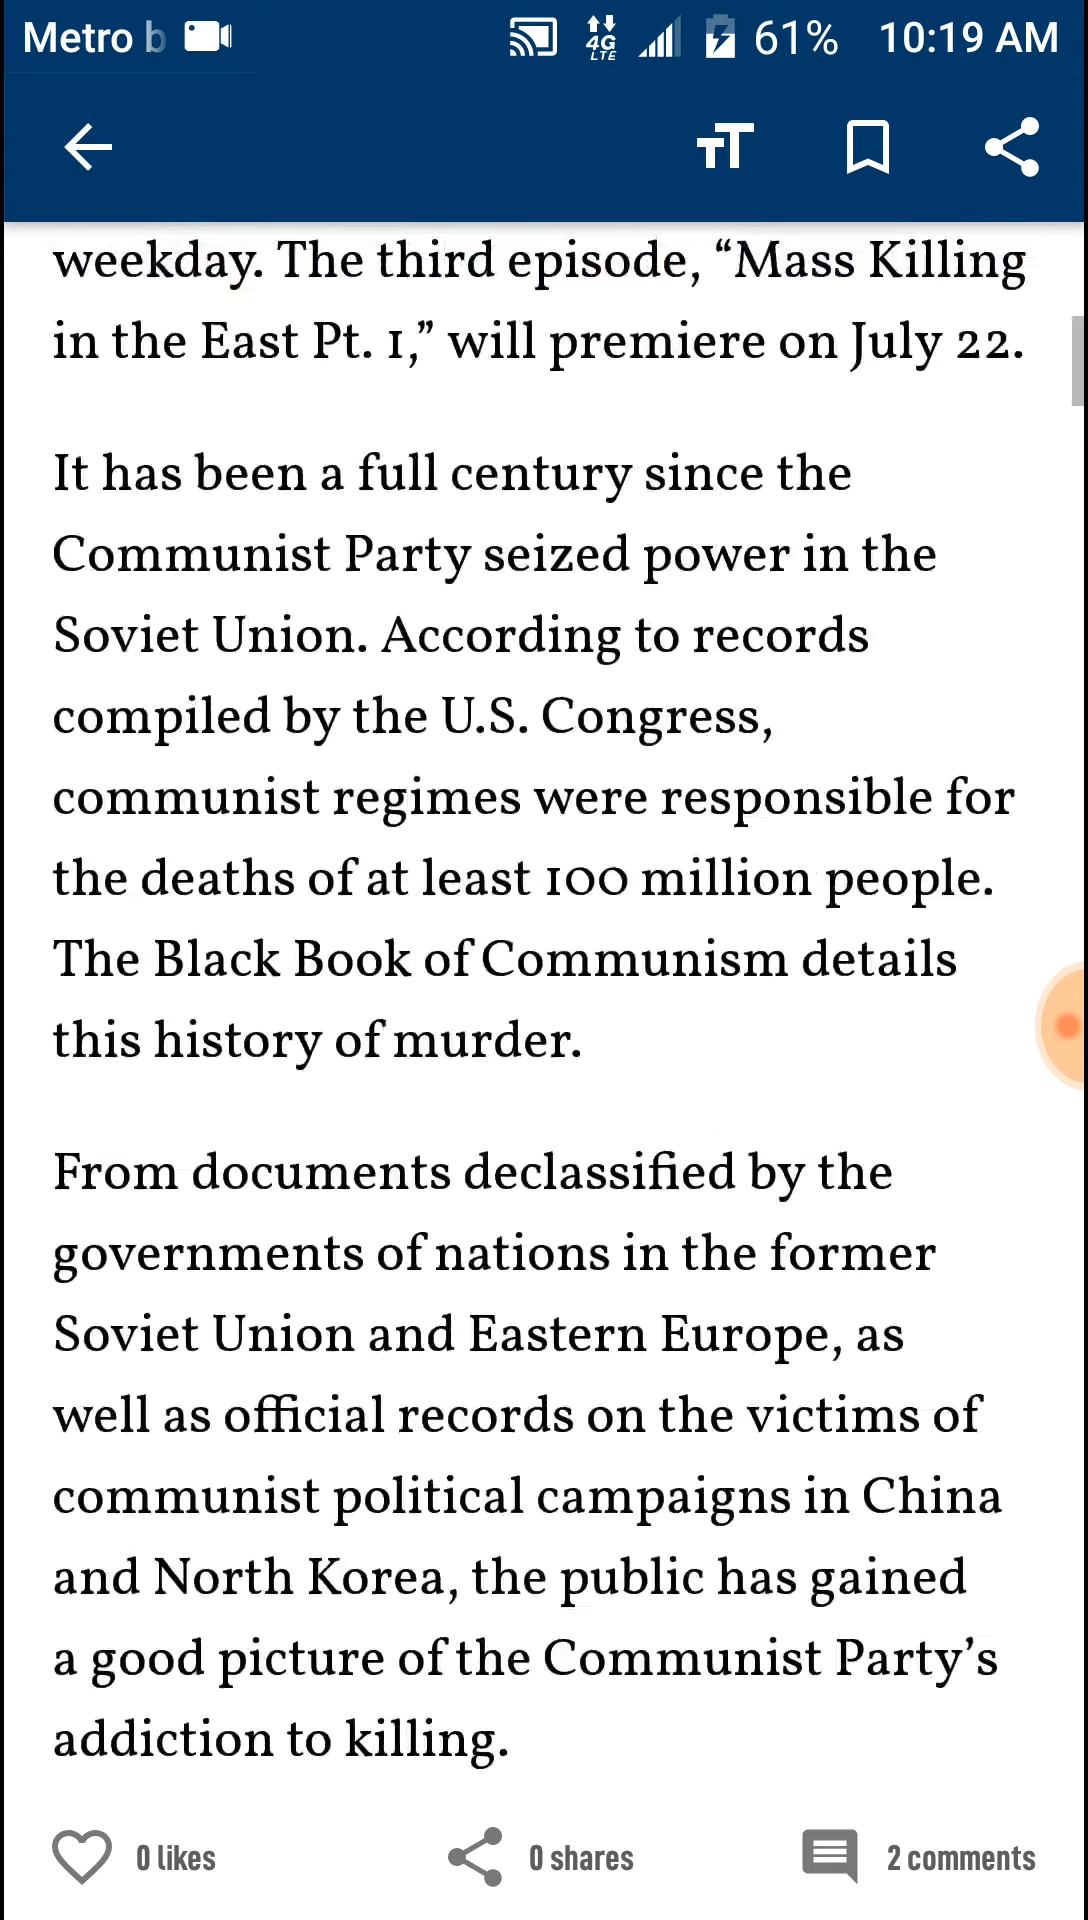 Metro b
4G
LTE
61%
10:19 AM
TT
weekday. The third episode, “Mass Killing
in the East Pt. 1,” will premiere on July 22.
It has been a full century since the
Communist Party seized power in the
Soviet Union. According to records
compiled by the U.S. Congress,
communist regimes were responsible for
the deaths of at least 100 million people.
The Black Book of Communism details
this history of murder.
From documents declassified by the
governments of nations in the former
Soviet Union and Eastern Europe, as
well as official records on the victims of
communist political campaigns in China
and North Korea, the public has gained
a good picture of the Communist Party’s
addiction to killing.
0 likes
0 shares
2 comments